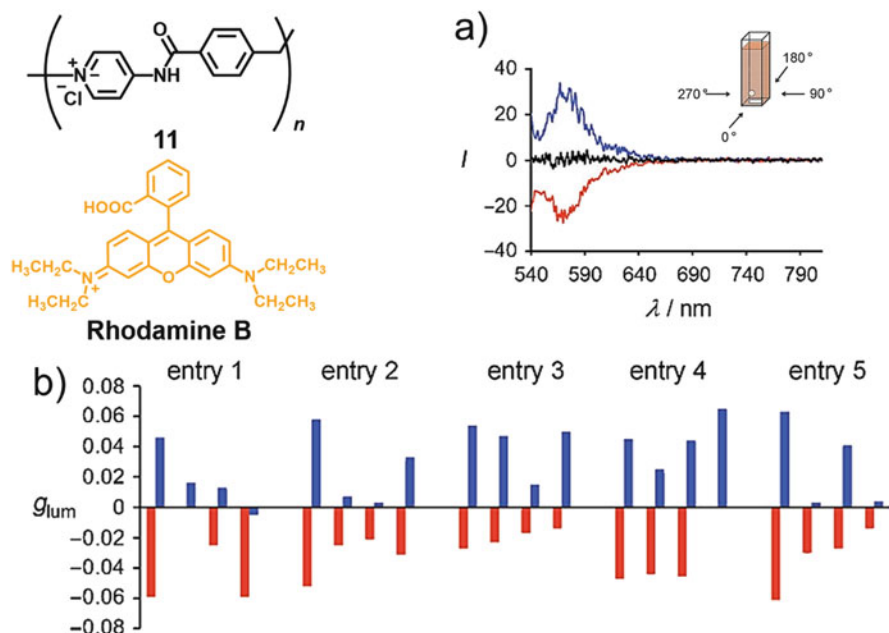 O
N
+
−
−
Cl
NH
n
11
HOOC
CH₃CH₂
N
+
CH₃CH₂
O
N
CH₂CH₃
CH₂CH₃
Rhodamine B
a)
40
20
0
−20
−40
I
540 590 640 690 740 790
λ / nm
180°
270°
90°
0°
b)
entry 1 entry 2 entry 3 entry 4 entry 5
0.08
0.06
0.04
0.02
0
−0.02
−0.04
−0.06
−0.08
glum